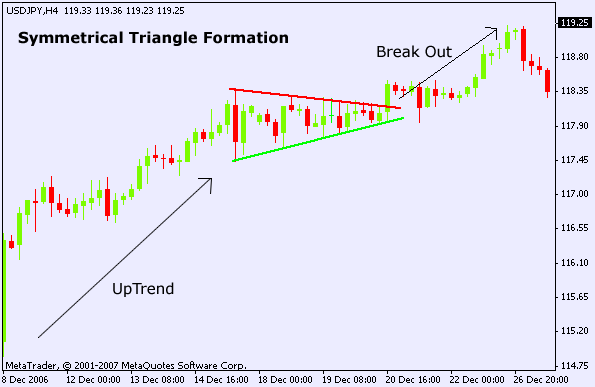 USDJPY,H4 119.33 119.36 119.23 119.25
Symmetrical Triangle Formation
Break Out
UpTrend
119.25
118.80
118.35
117.90
117.45
117.00
116.55
116.10
115.65
115.20
114.75
MetaTrader, © 2001-2007 MetaQuotes Software Corp.
8 Dec 2006 12 Dec 00:00 13 Dec 08:00 14 Dec 16:00 18 Dec 00:00 19 Dec 08:00 20 Dec 16:00 22 Dec 00:00 26 Dec 20:00